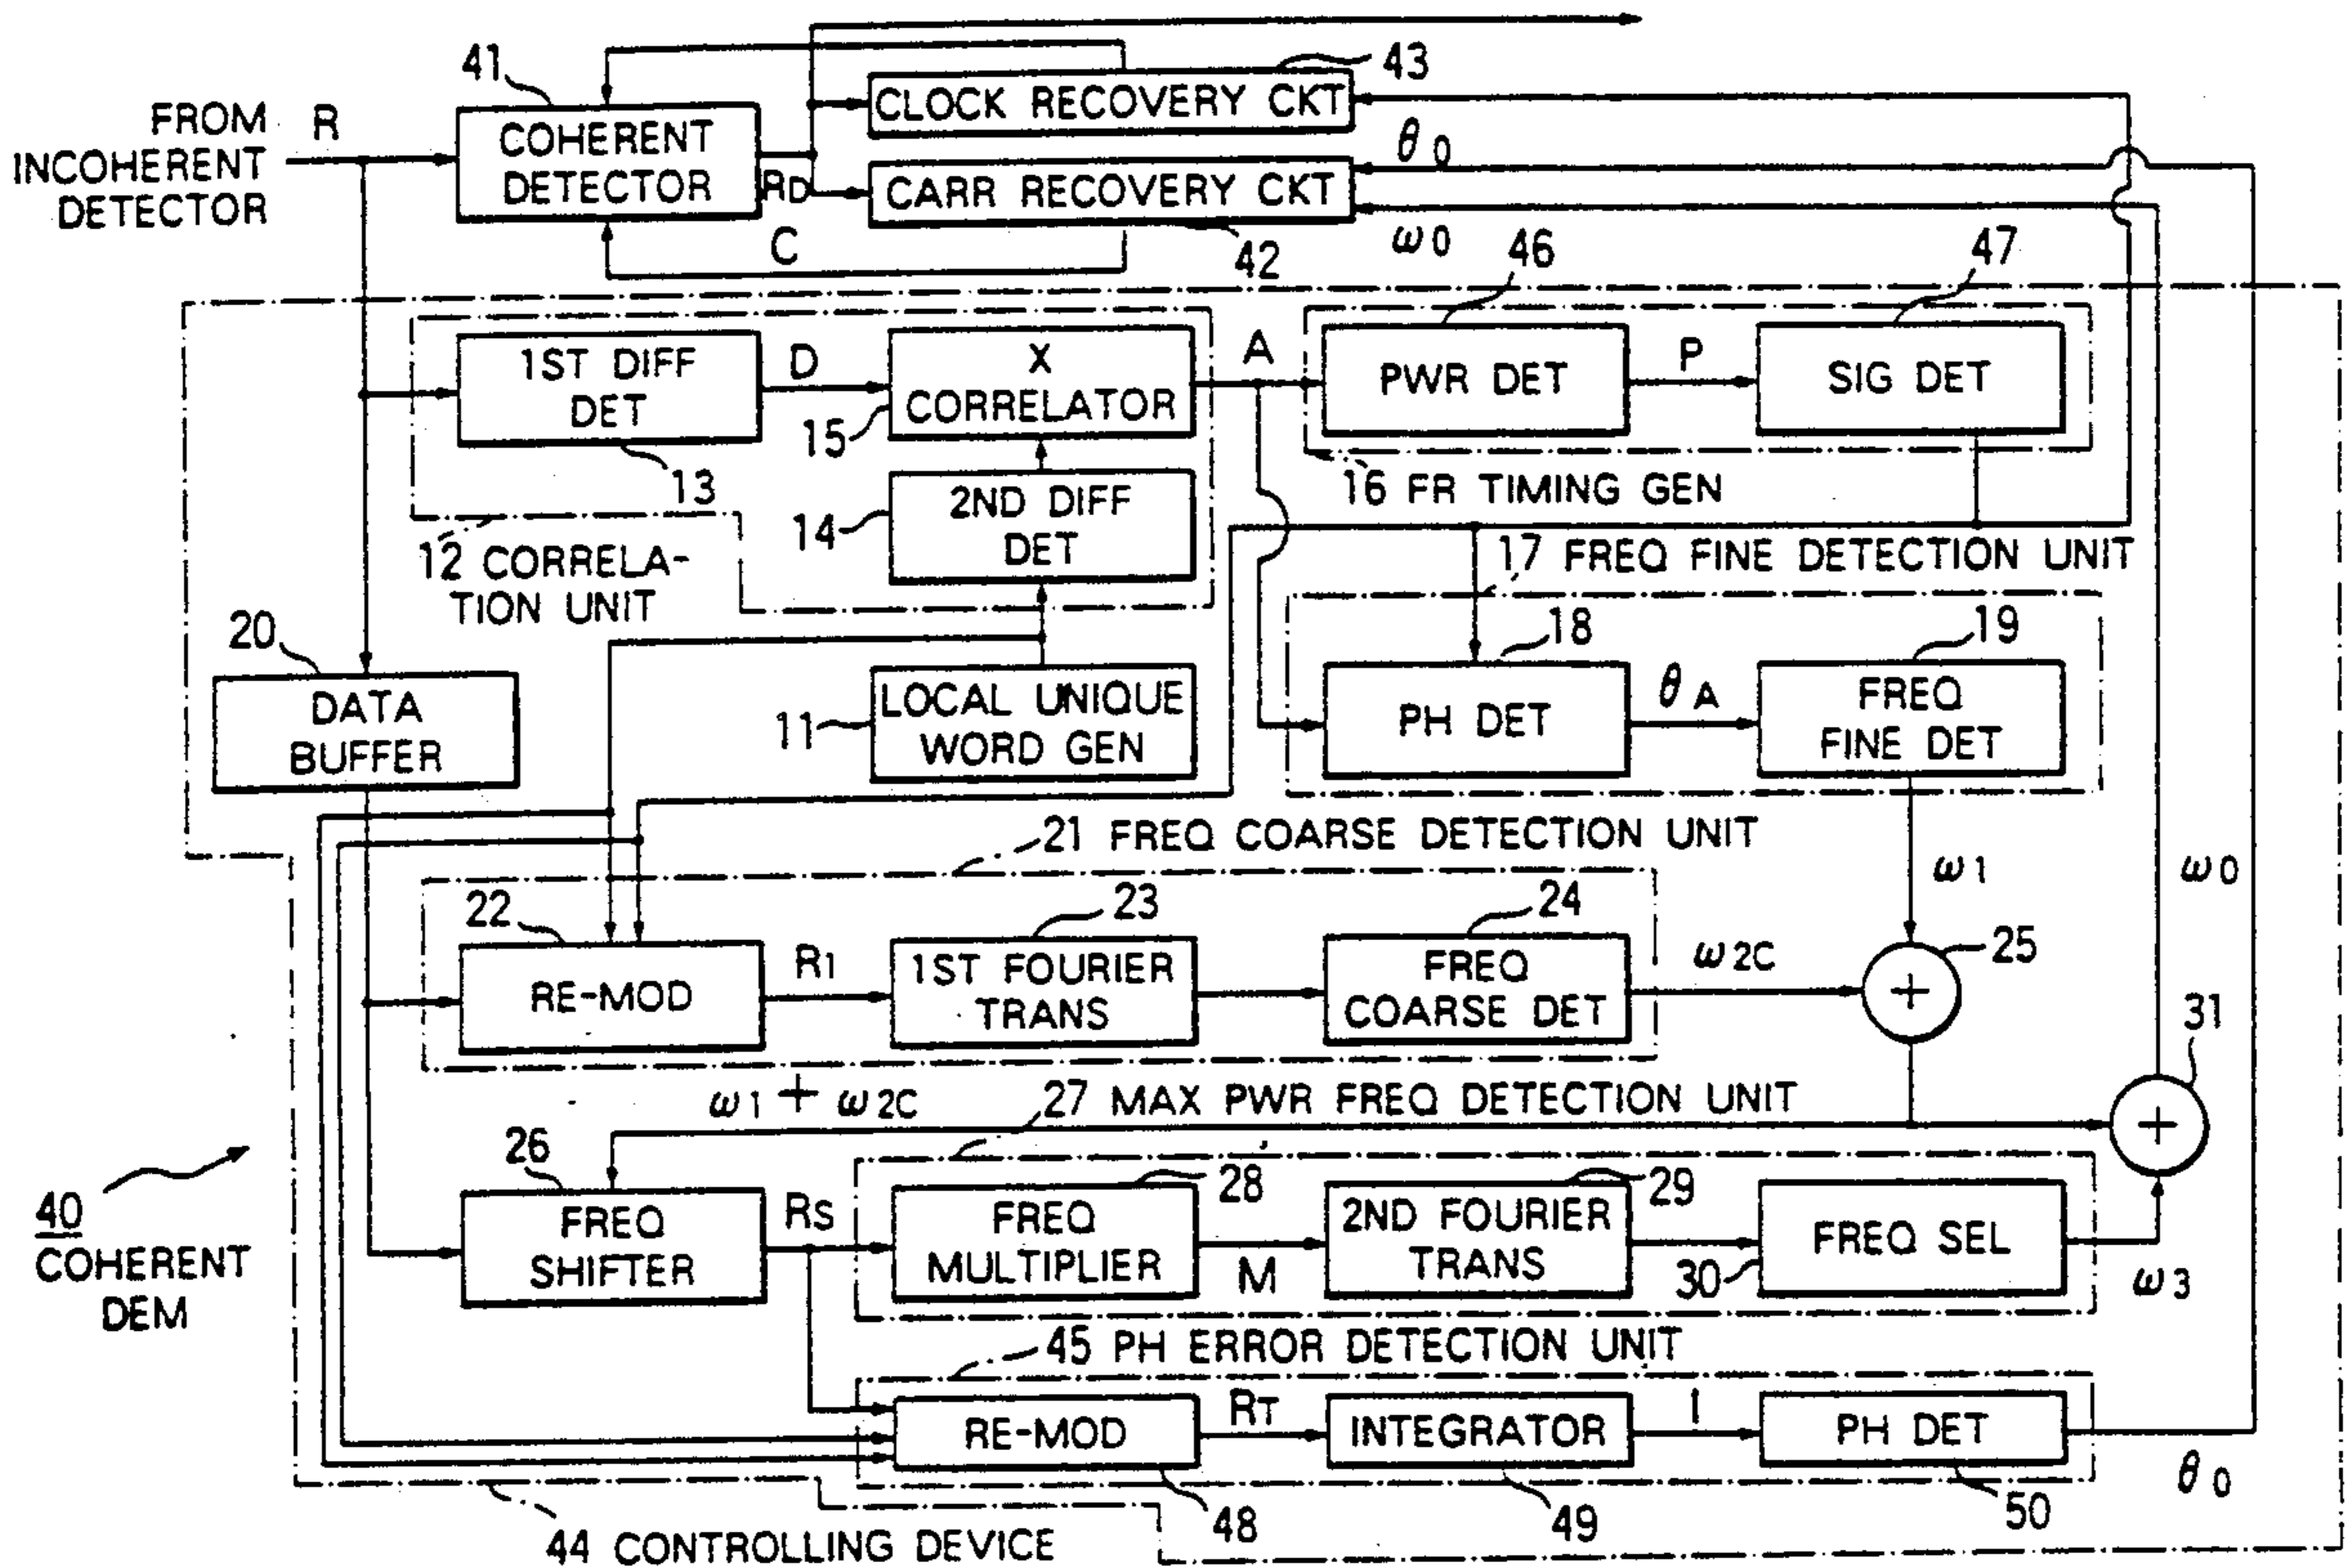 41
43
FROM
INCOHERENT
DETECTOR
R
COHERENT
DETECTOR
RD
CLOCK RECOVERY CKT
CARR RECOVERY CKT
θ0
ω0
C
42
46
47
1ST DIFF
DET
D
X
CORRELATOR
15
A
PWR DET
P
SIG DET
13
16 FR TIMING GEN
14
2ND DIFF
DET
12 CORRELA-
TION UNIT
17 FREQ FINE DETECTION UNIT
20
DATA
BUFFER
11
LOCAL UNIQUE
WORD GEN
18
PH DET
θA
19
FREQ
FINE DET
21 FREQ COARSE DETECTION UNIT
ω1
ω0
22
RE-MOD
R1
23
1ST FOURIER
TRANS
24
FREQ
COARSE DET
ω2C
+
25
31
+
ω1 + ω2C
27 MAX PWR FREQ DETECTION UNIT
26
FREQ
SHIFTER
RS
28
FREQ
MULTIPLIER
M
29
2ND FOURIER
TRANS
30
FREQ SEL
ω3
40
COHERENT
DEM
45 PH ERROR DETECTION UNIT
RE-MOD
RT
INTEGRATOR
I
PH DET
θ0
48
49
50
44 CONTROLLING DEVICE